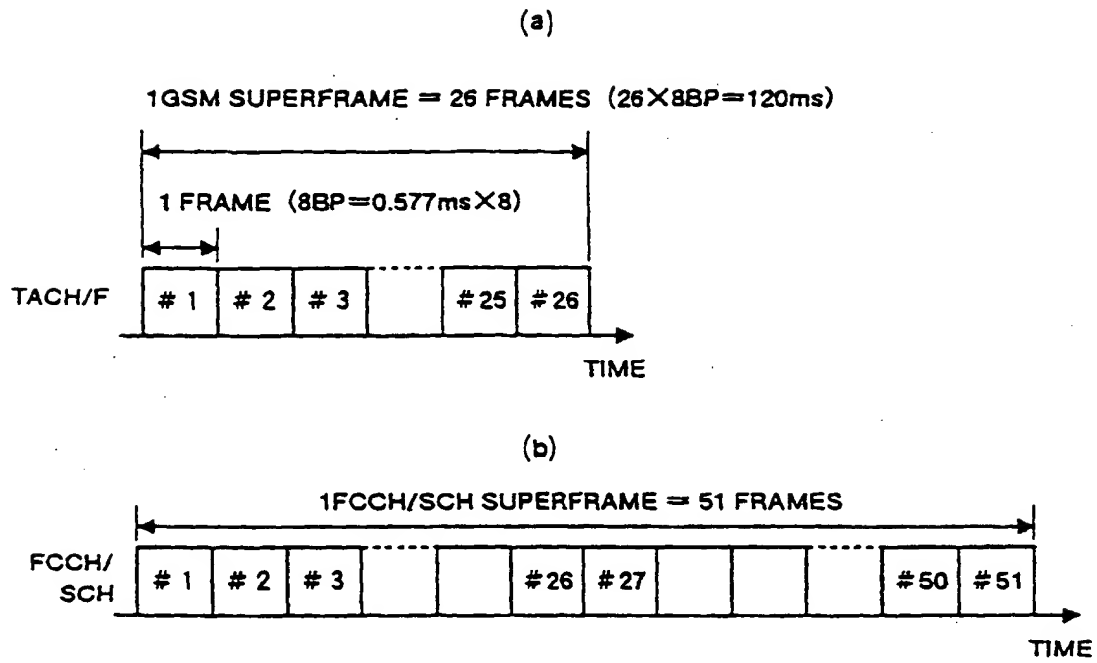 (a)
1GSM SUPERFRAME = 26 FRAMES (26×8BP=120ms)
1 FRAME (8BP=0.577ms×8)
TACH/F # 1 # 2 # 3 #25 #26
TIME
(b)
1FCCH/SCH SUPERFRAME = 51 FRAMES
FCCH/
SCH # 1 # 2 # 3 #26 #27 #50 #51
TIME